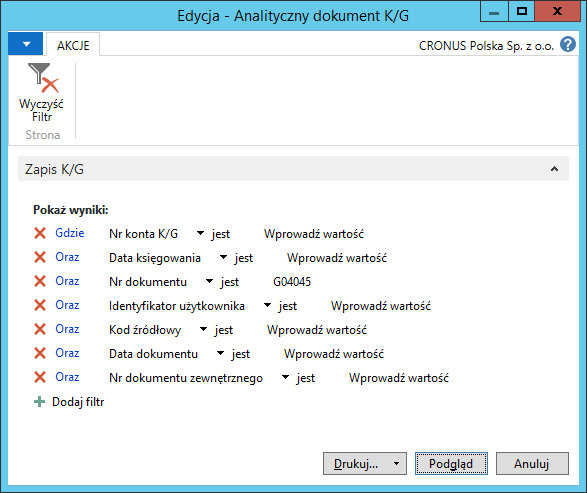 Edycja - Analityczny dokument K/G
AKCJE
CRONUS Polska Sp. z o.o.
?
Wyczyść
Filtr
Strona
Zapis K/G
Pokaż wyniki:
Gdzie Nr konta K/G jest Wprowadź wartość
Oraz Data księgowania jest Wprowadź wartość
Oraz Nr dokumentu jest G04045
Oraz Identyfikator użytkownika jest Wprowadź wartość
Oraz Kod źródłowy jest Wprowadź wartość
Oraz Data dokumentu jest Wprowadź wartość
Oraz Nr dokumentu zewnętrznego jest Wprowadź wartość
Dodaj filtr
Drukuj... Podgląd Anuluj